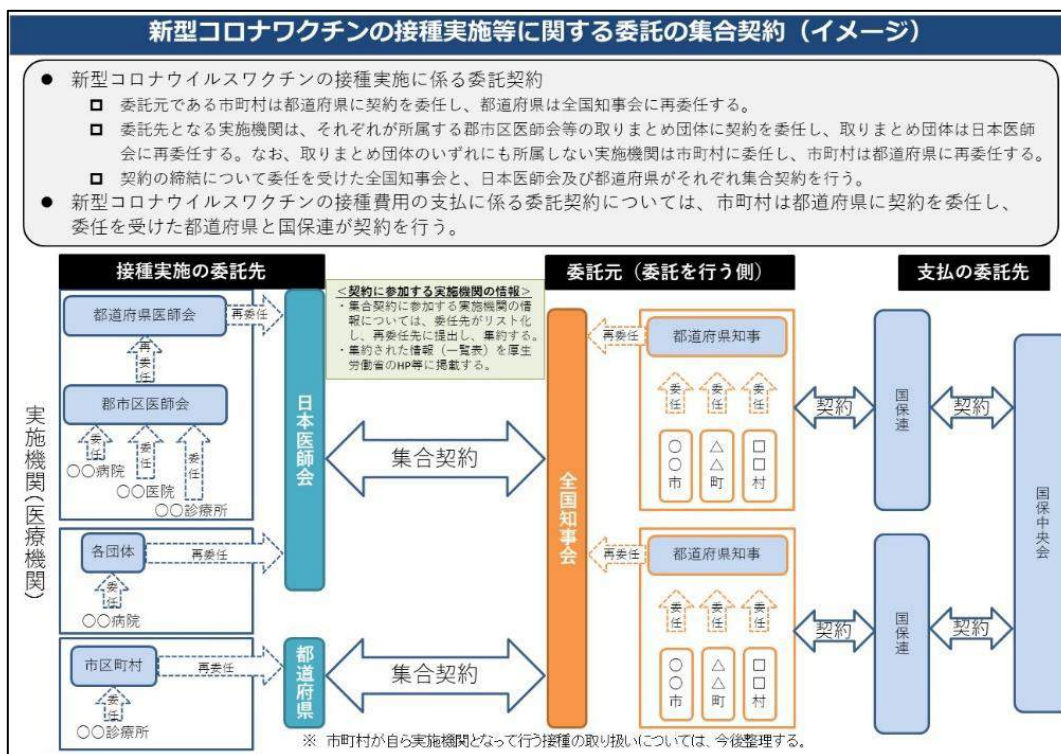 新型コロナワクチンの接種実施等に関する委託の集合契約（イメージ）
● 新型コロナウイルスワクチンの接種実施に係る委託契約
□ 委託元である市町村は都道府県に契約を委任し、都道府県は全国知事会に再委任する。
□ 委託先となる実施機関は、それぞれが所属する郡市区医師会等の取りまとめ団体に契約を委任し、取りまとめ団体は日本医師
会に再委任する。なお、取りまとめ団体のいずれにも所属しない実施機関は市町村に委任し、市町村は都道府県に再委任する。
□ 契約の締結について委任を受けた全国知事会と、日本医師会及び都道府県がそれぞれ集合契約を行う。
● 新型コロナウイルスワクチンの接種費用の支払に係る委託契約については、市町村は都道府県に契約を委任し、
委任を受けた都道府県と国保連が契約を行う。
接種実施の委託先
委託元（委託を行う側）
支払の委託先
実施機関(医療機関)
都道府県医師会
再委任
再委任
郡市区医師会
委任
委任
委任
〇〇病院
〇〇医院
〇〇診療所
各団体
再委任
委任
〇〇病院
市区町村
再委任
委任
〇〇診療所
日本医師会
都道府県
＜契約に参加する実施機関の情報＞
・集合契約に参加する実施機関の情
報については、委任先がリスト化
し、再委任先に提出し、集約する。
・集約された情報（一覧表）を厚生
労働省のHP等に掲載する。
集合契約
集合契約
全国知事会
再委任
都道府県知事
委任
委任
委任
〇〇市
△△町
□□村
再委任
都道府県知事
委任
委任
委任
〇〇市
△△町
□□村
契約
国保連
契約
契約
国保連
契約
国保中央会
※ 市町村が自ら実施機関となって行う接種の取り扱いについては、今後整理する。